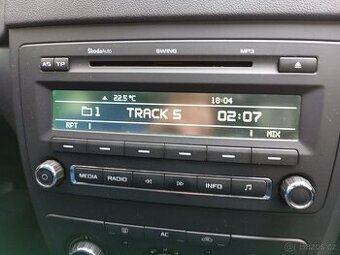 ŠkodaAuto SWING MP3
AS TP
22.5°C 18:04
1 TRACK 5 02:07
RPT MIX
MEDIA RADIO INFO
AC